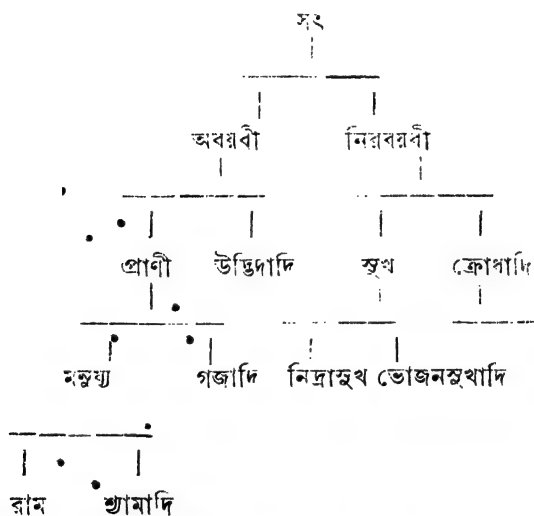 সৎ
অবয়বী নিরবয়বী
প্রাণী উদ্ভিদাদি সুখ ক্রোধাদি
মনুষ্য গজাদি নিদ্রাসুখ ভোজনসুখাদি
রাম শ্যামাদি